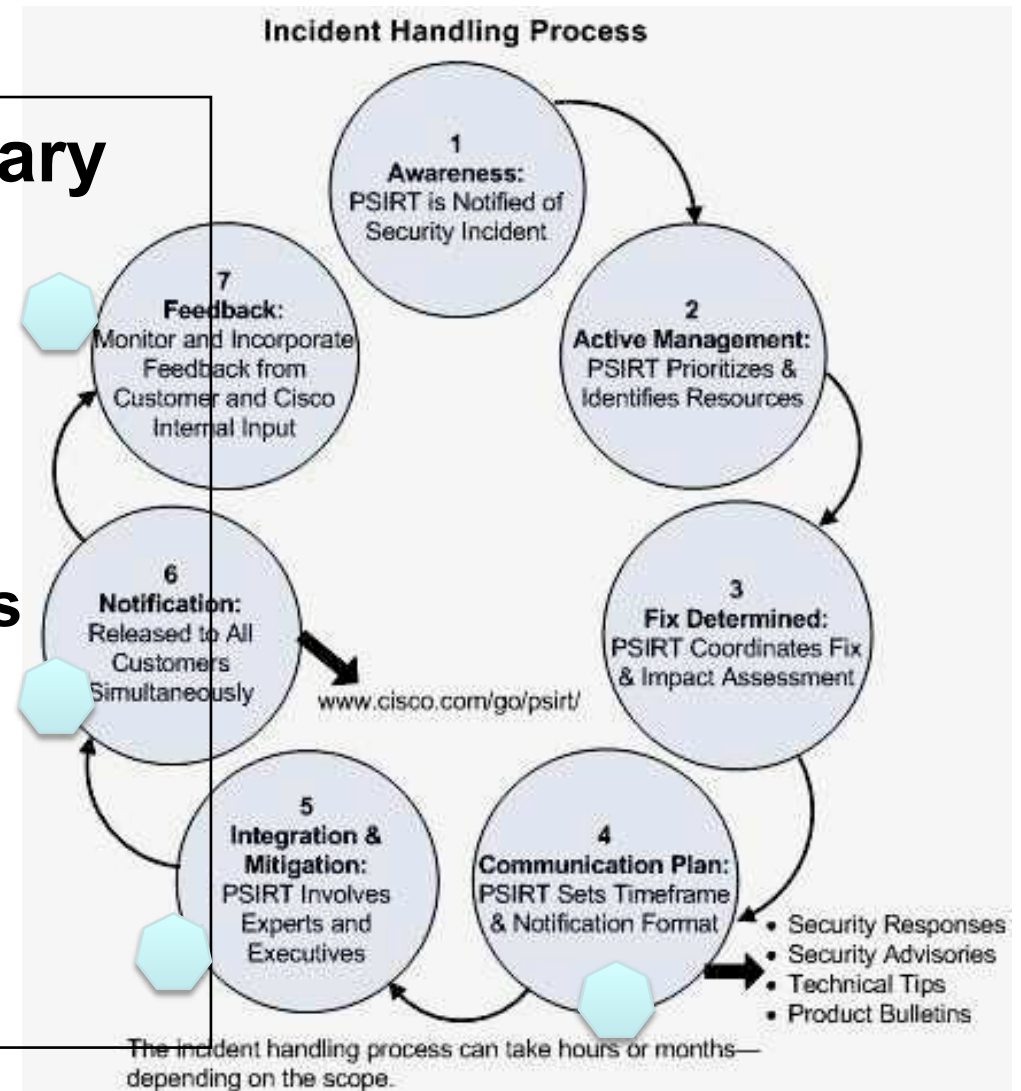 Incident Handling Process
ary
1
Awareness:
PSIRT is Notified of
Security Incident
2
Active Management:
PSIRT Prioritizes &
Identifies Resources
3
Fix Determined:
PSIRT Coordinates Fix
& Impact Assessment
4
Communication Plan:
PSIRT Sets Timeframe
& Notification Format
• Security Responses
• Security Advisories
• Technical Tips
• Product Bulletins
5
Integration &
Mitigation:
PSIRT Involves
Experts and
Executives
6
Notification:
Released to All
Customers
Simultaneously
www.cisco.com/go/psirt/
s
7
Feedback:
Monitor and Incorporate
Feedback from
Customer and Cisco
Internal Input
The incident handling process can take hours or months—
depending on the scope.